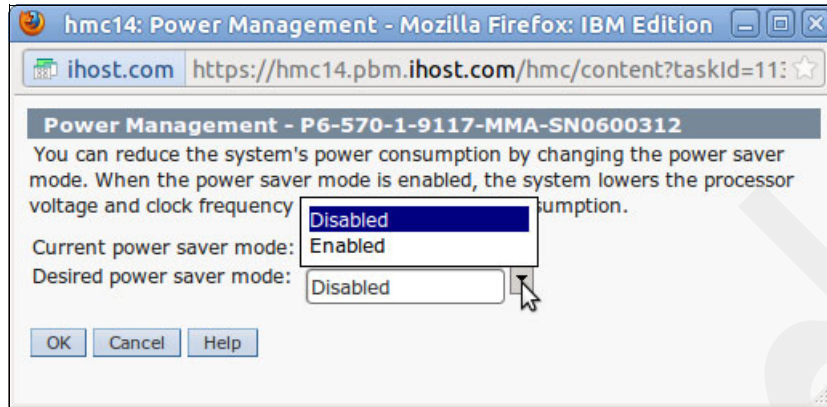 hmc14: Power Management - Mozilla Firefox: IBM Edition
ihost.com https://hmc14.pbm.ihost.com/hmc/content?taskId=113
Power Management - P6-570-1-9117-MMA-SN0600312
You can reduce the system's power consumption by changing the power saver
mode. When the power saver mode is enabled, the system lowers the processor
voltage and clock frequency sumption.
Disabled
Enabled
Current power saver mode:
Desired power saver mode: Disabled
OK Cancel Help